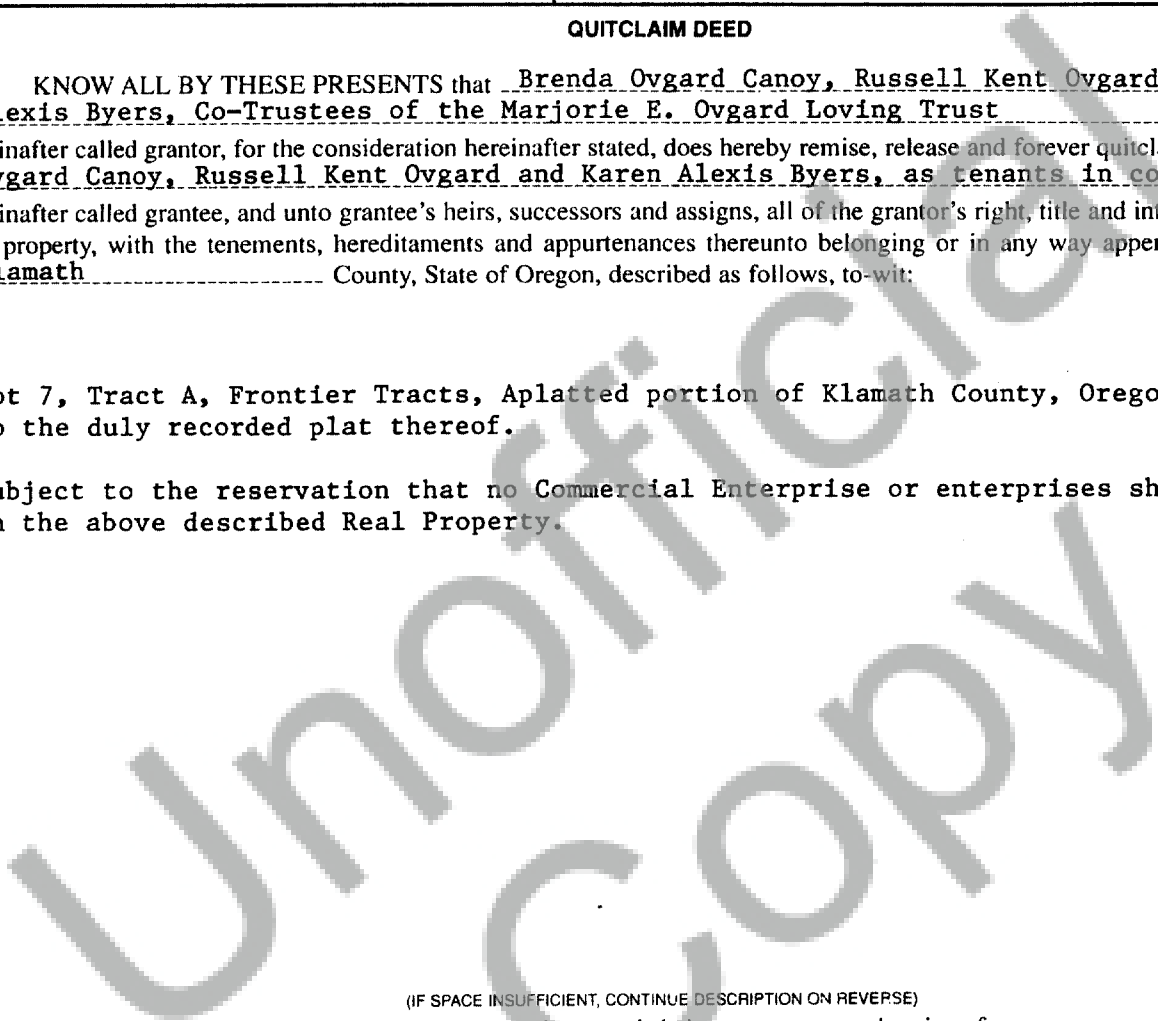 QUITCLAIM DEED
KNOW ALL BY THESE PRESENTS that Brenda Ovgard Canoy, Russell Kent Ovgard
lexis Byers, Co-Trustees of the Marjorie E. Ovgard Loving Trust
inafter called grantor, for the consideration hereinafter stated, does hereby remise, release and forever quitcl
vgard Canoy, Russell Kent Ovgard and Karen Alexis Byers, as tenants in co
inafter called grantee, and unto grantee's heirs, successors and assigns, all of the grantor's right, title and int
property, with the tenements, hereditaments and appurtenances thereunto belonging or in any way apper
lamath County, State of Oregon, described as follows, to-wit:
ot 7, Tract A, Frontier Tracts, Aplatted portion of Klamath County, Orego
o the duly recorded plat thereof.
ubject to the reservation that no Commercial Enterprise or enterprises sh
n the above described Real Property.
Unofficial
Copy
(IF SPACE INSUFFICIENT, CONTINUE DESCRIPTION ON REVERSE)